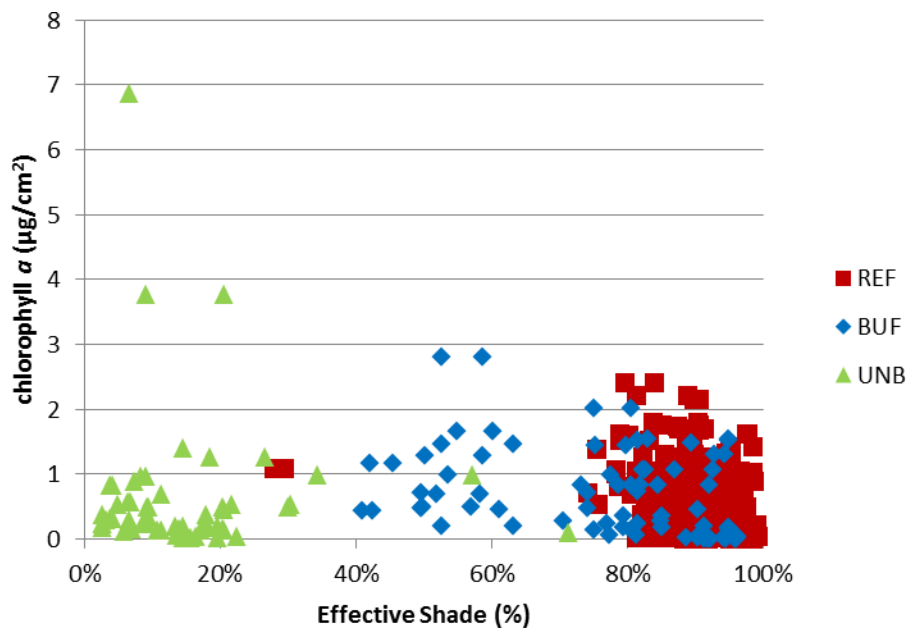 8
7
6
5
4
3
2
1
0
chlorophyll a (µg/cm²)
0% 20% 40% 60% 80% 100%
Effective Shade (%)
REF
BUF
UNB